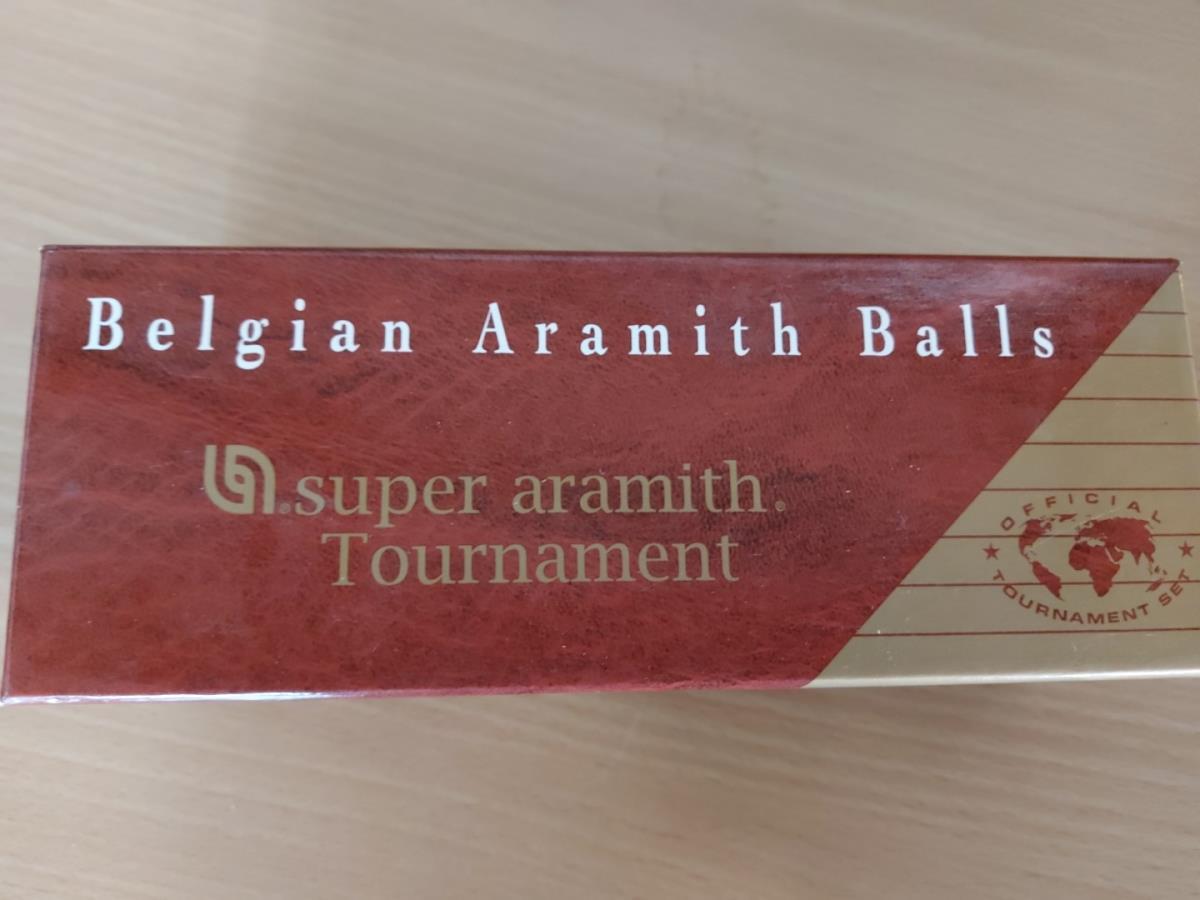 Belgian Aramith Balls
super aramith.
Tournament
OFFICIAL
TOURNAMENT SET